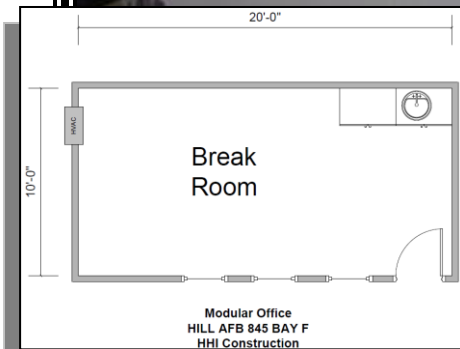 20'-0"
HVAC
10'-0"
Break
Room
Modular Office
HILL AFB 845 BAY F
HHI Construction